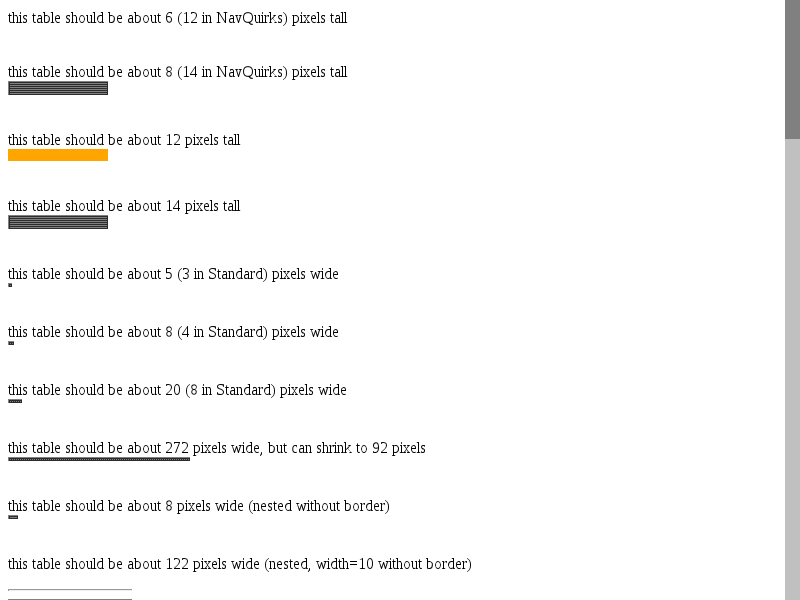 this table should be about 6 (12 in NavQuirks) pixels tall
this table should be about 8 (14 in NavQuirks) pixels tall
this table should be about 12 pixels tall
this table should be about 14 pixels tall
this table should be about 5 (3 in Standard) pixels wide
this table should be about 8 (4 in Standard) pixels wide
this table should be about 20 (8 in Standard) pixels wide
this table should be about 272 pixels wide, but can shrink to 92 pixels
this table should be about 8 pixels wide (nested without border)
this table should be about 122 pixels wide (nested, width=10 without border)